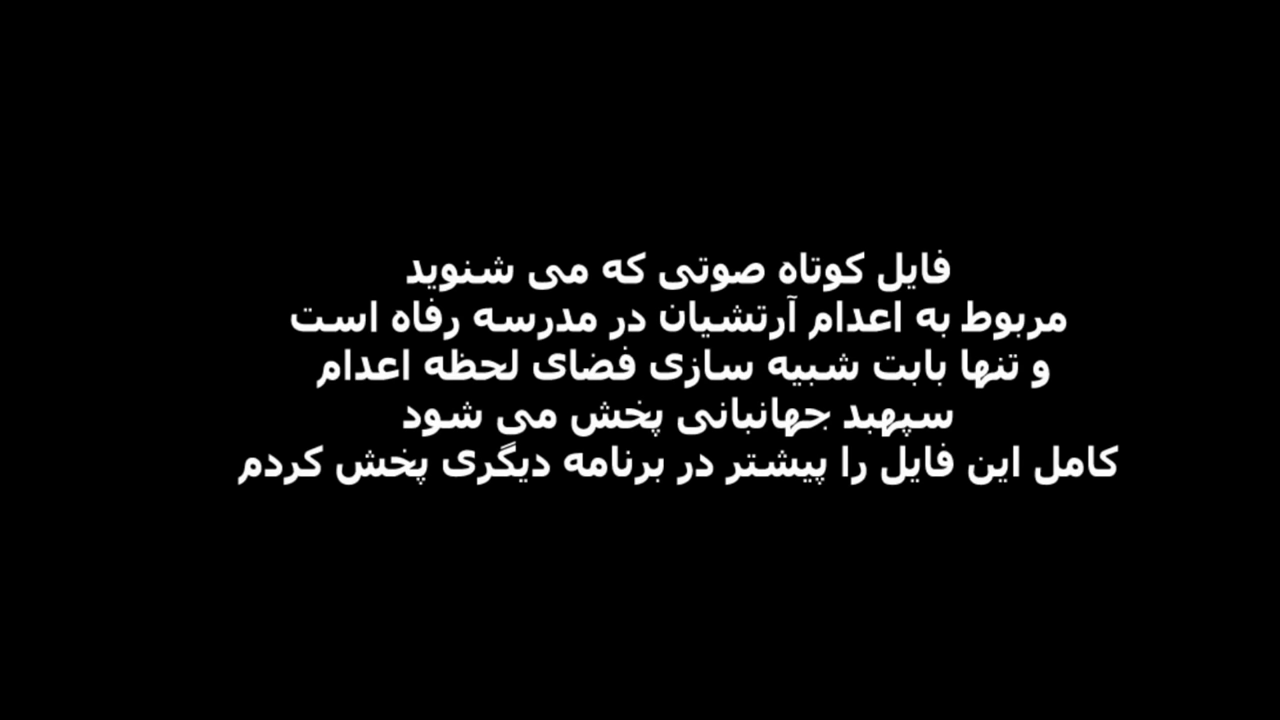 فایل کوتاه صوتی که می شنوید
مربوط به اعدام آرتشیان در مدرسه رفاه است
و تنها بابت شبیه سازی فضای لحظه اعدام
سپهبد جهانبانی پخش می شود
کامل این فایل را پیشتر در برنامه دیگری پخش کردم